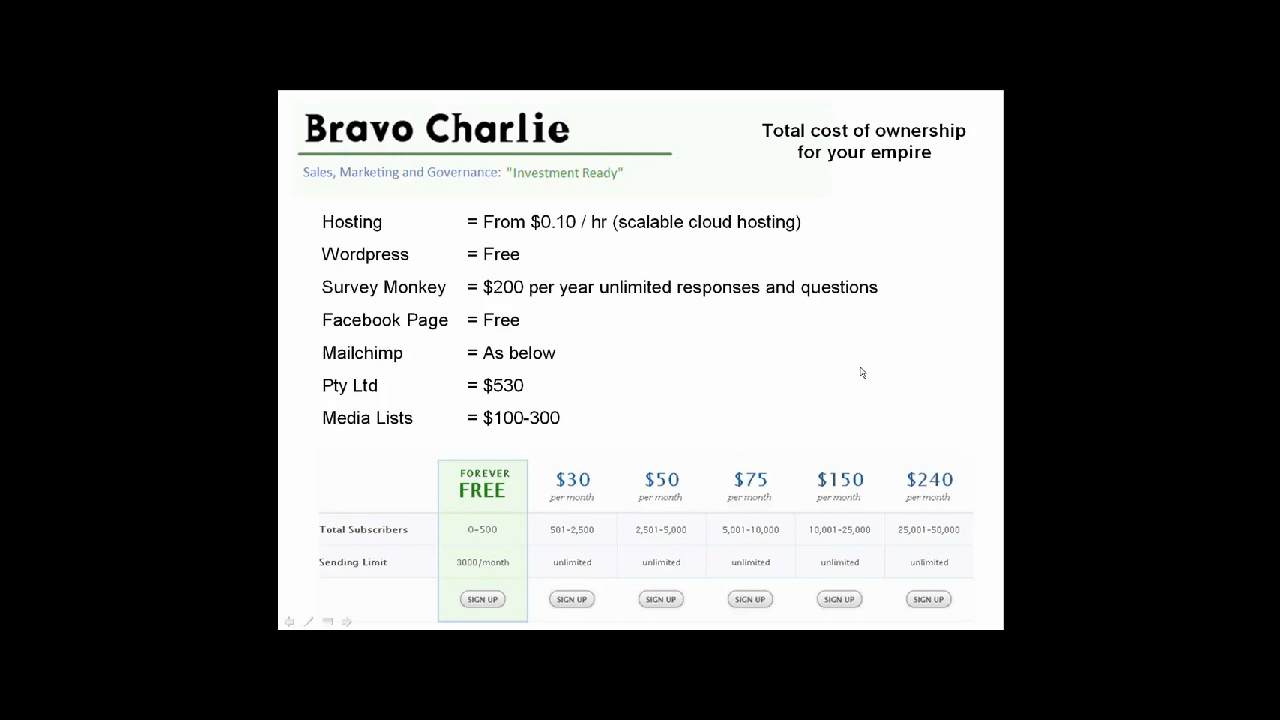 Bravo Charlie
Total cost of ownership
for your empire
Sales, Marketing and Governance: "Investment Ready"
Hosting = From $0.10 / hr (scalable cloud hosting)
Wordpress = Free
Survey Monkey = $200 per year unlimited responses and questions
Facebook Page = Free
Mailchimp = As below
Pty Ltd = $530
Media Lists = $100-300
FOREVER FREE $30 per month $50 per month $75 per month $150 per month $240 per month
Total Subscribers 0-500 501-2,500 2,501-5,000 5,001-10,000 10,001-25,000 25,001-50,000
Sending Limit 3000/month unlimited unlimited unlimited unlimited unlimited
SIGN UP SIGN UP SIGN UP SIGN UP SIGN UP SIGN UP